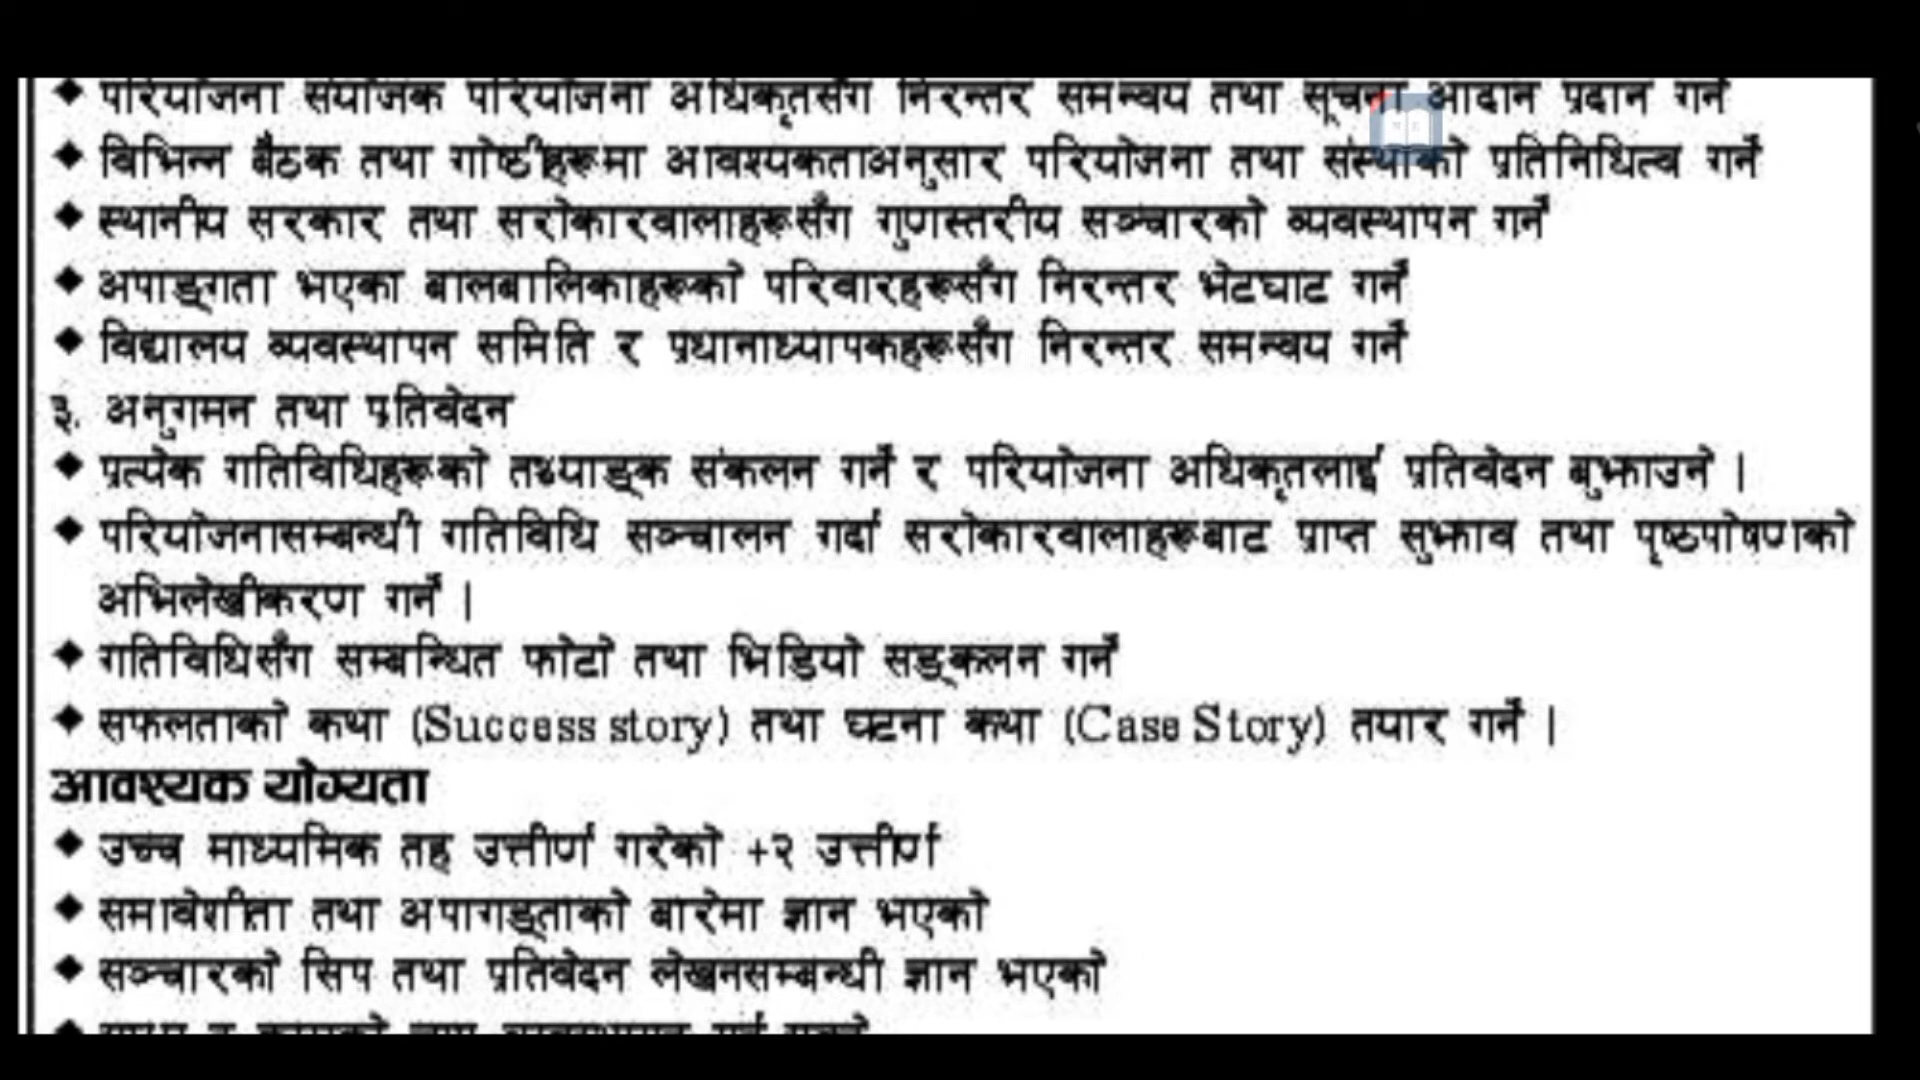 ◆ परियोजना संयोजक परियोजना अधिकृतसँग निरन्तर समन्वय तथा सूचना आदान प्रदान गर्ने
◆ विभिन्न बैठक तथा गोष्ठीहरूमा आवश्यकताअनुसार परियोजना तथा संस्थाको प्रतिनिधित्व गर्ने
◆ स्थानीय सरकार तथा सरोकारवालाहरूसँग गुणस्तरीय सञ्चारको व्यवस्थापन गर्ने
◆ अपाङ्गता भएका बालबालिकाहरूको परिवारहरूसँग निरन्तर भेटघाट गर्ने
◆ विद्यालय व्यवस्थापन समिति र प्रधानाध्यापकहरूसँग निरन्तर समन्वय गर्ने
३. अनुगमन तथा प्रतिवेदन
◆ प्रत्येक गतिविधिहरूको तथ्याङ्क संकलन गर्ने र परियोजना अधिकृतलाई प्रतिवेदन बुझाउने ।
◆ परियोजनासम्बन्धी गतिविधि सञ्चालन गर्दा सरोकारवालाहरूबाट प्राप्त सुझाव तथा पृष्ठपोषणको
अभिलेखीकरण गर्ने ।
◆ गतिविधिसँग सम्बन्धित फोटो तथा भिडियो सङ्कलन गर्ने
◆ सफलताको कथा (Success story) तथा घटना कथा (Case Story) तयार गर्ने ।
आवश्यक योग्यता
◆ उच्च माध्यमिक तह उत्तीर्ण गरेको +२ उत्तीर्ण
◆ समावेशीता तथा अपागङ्ताको बारेमा ज्ञान भएको
◆ सञ्चारको सिप तथा प्रतिवेदन लेखनसम्बन्धी ज्ञान भएको